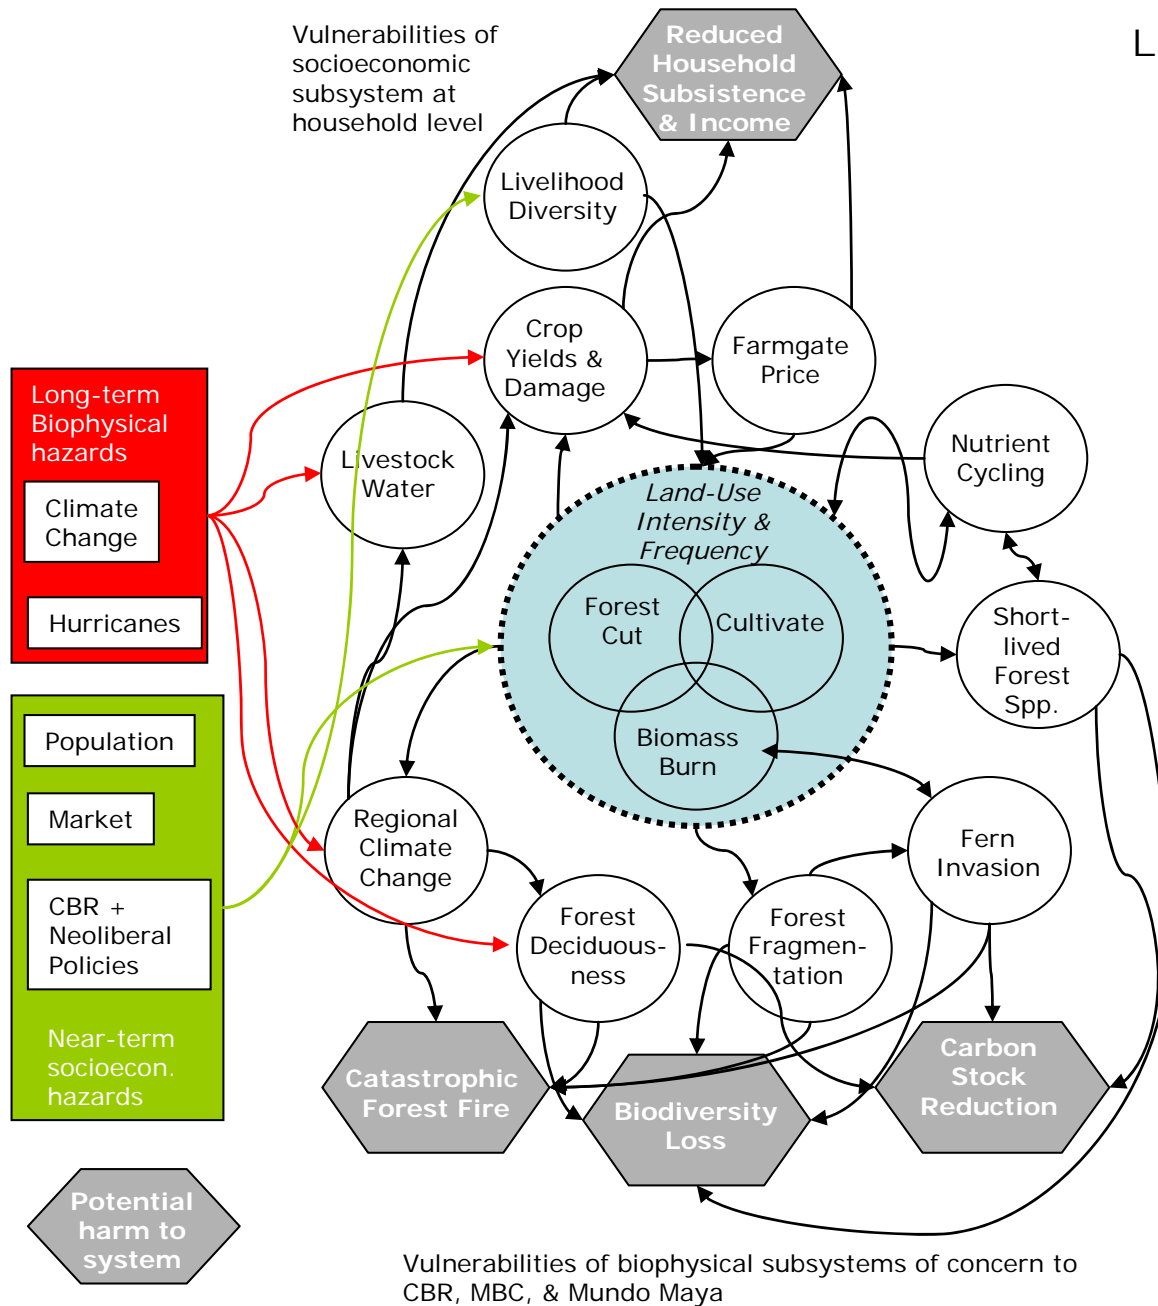 Vulnerabilities of
socioeconomic
subsystem at
household level
Reduced
Household
Subsistence
& Income
L
Livelihood
Diversity
Crop
Yields &
Damage
Farmgate
Price
Long-term
Biophysical
hazards
Climate
Change
Hurricanes
Livestock
Water
Nutrient
Cycling
Land-Use
Intensity &
Frequency
Forest
Cut
Cultivate
Biomass
Burn
Short-
lived
Forest
Spp.
Population
Market
CBR +
Neoliberal
Policies
Near-term
socioecon.
hazards
Regional
Climate
Change
Forest
Deciduous-
ness
Forest
Fragmen-
tation
Fern
Invasion
Catastrophic
Forest Fire
Biodiversity
Loss
Carbon
Stock
Reduction
Potential
harm to
system
Vulnerabilities of biophysical subsystems of concern to
CBR, MBC, & Mundo Maya